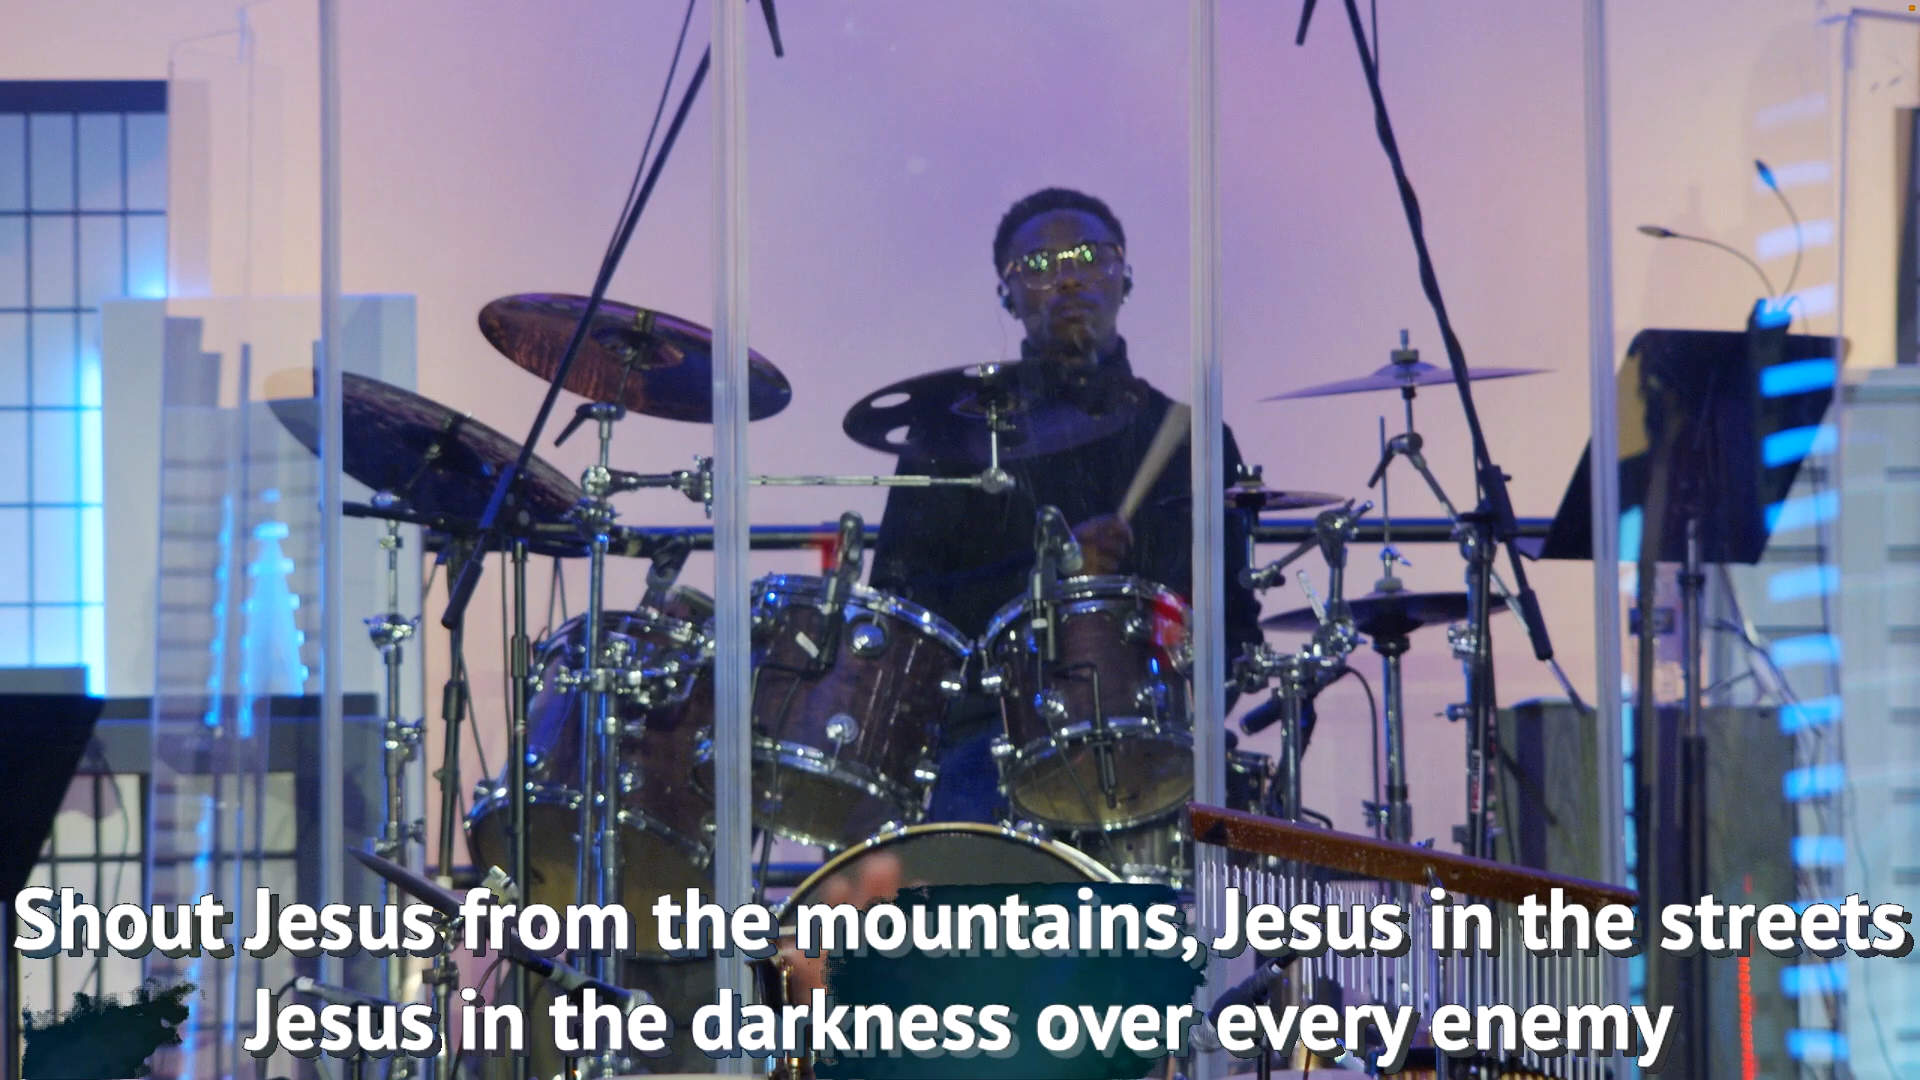 Shout Jesus from the mountains, Jesus in the streets
Jesus in the darkness over every enemy